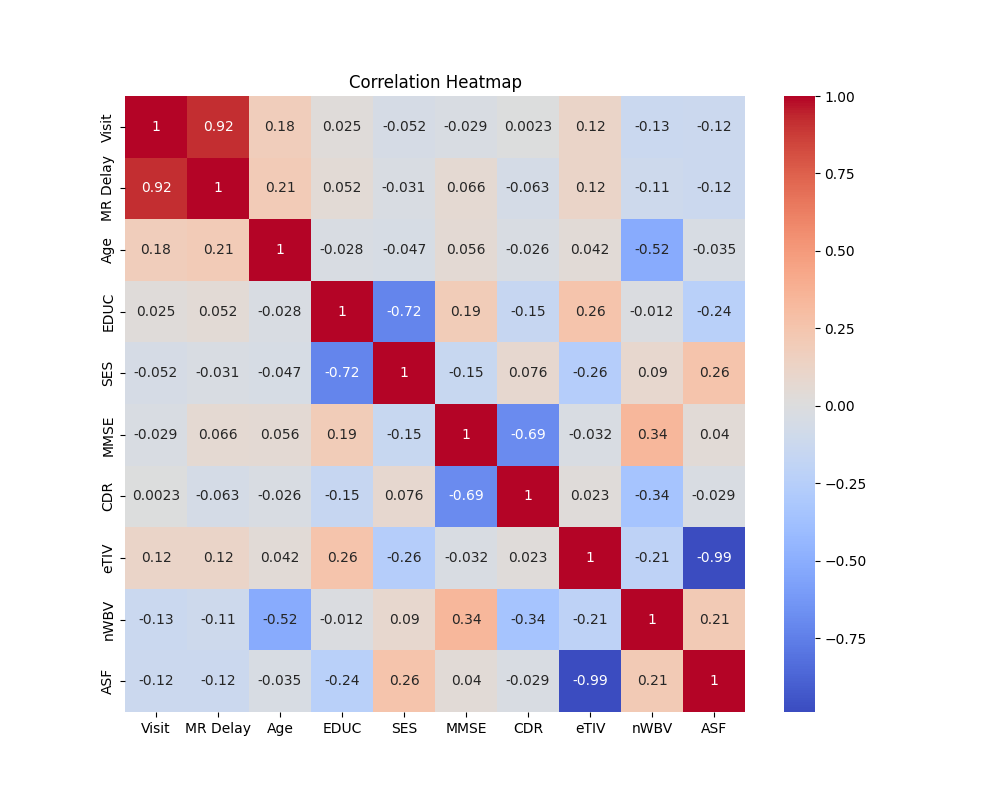 Correlation Heatmap
Visit 1 0.92 0.18 0.025 -0.052 -0.029 0.0023 0.12 -0.13 -0.12
MR Delay 0.92 1 0.21 0.052 -0.031 0.066 -0.063 0.12 -0.11 -0.12
Age 0.18 0.21 1 -0.028 -0.047 0.056 -0.026 0.042 -0.52 -0.035
EDUC 0.025 0.052 -0.028 1 -0.72 0.19 -0.15 0.26 -0.012 -0.24
SES -0.052 -0.031 -0.047 -0.72 1 -0.15 0.076 -0.26 0.09 0.26
MMSE -0.029 0.066 0.056 0.19 -0.15 1 -0.69 -0.032 0.34 0.04
CDR 0.0023 -0.063 -0.026 -0.15 0.076 -0.69 1 0.023 -0.34 -0.029
eTIV 0.12 0.12 0.042 0.26 -0.26 -0.032 0.023 1 -0.21 -0.99
nWBV -0.13 -0.11 -0.52 -0.012 0.09 0.34 -0.34 -0.21 1 0.21
ASF -0.12 -0.12 -0.035 -0.24 0.26 0.04 -0.029 -0.99 0.21 1
Visit MR Delay Age EDUC SES MMSE CDR eTIV nWBV ASF
1.00
0.75
0.50
0.25
0.00
−0.25
−0.50
−0.75